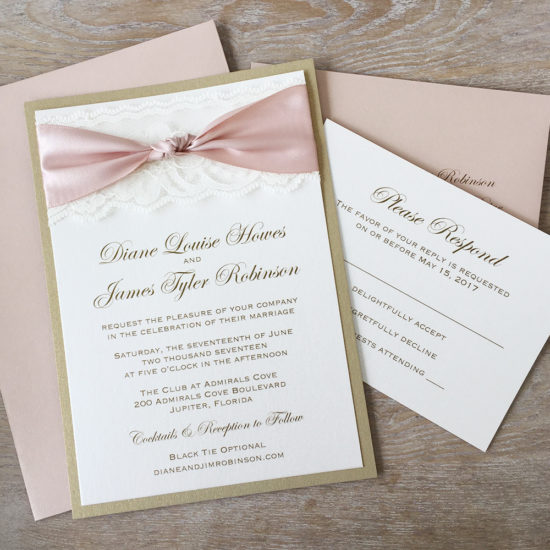 Diane Louise Howes
AND
James Tyler Robinson
REQUEST THE PLEASURE OF YOUR COMPANY
IN THE CELEBRATION OF THEIR MARRIAGE
SATURDAY, THE SEVENTEENTH OF JUNE
TWO THOUSAND SEVENTEEN
AT FIVE O'CLOCK IN THE AFTERNOON
THE CLUB AT ADMIRALS COVE
200 ADMIRALS COVE BOULEVARD
JUPITER, FLORIDA
Cocktails & Reception to Follow
BLACK TIE OPTIONAL
DIANEANDJIMROBINSON.COM
Robinson
Please Respond
THE FAVOR OF YOUR REPLY IS REQUESTED
ON OR BEFORE MAY 15, 2017
DELIGHTFULLY ACCEPT
DECLINE
ATTENDING